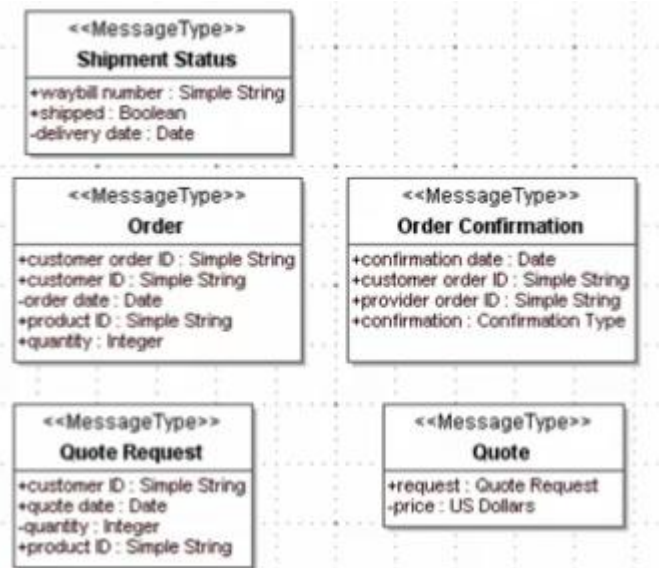 <<MessageType>>
Shipment Status
+waybill number : Simple String
+shipped : Boolean
-delivery date : Date
<<MessageType>>
Order
+customer order ID : Simple String
+customer ID : Simple String
-order date : Date
+product ID : Simple String
+quantity : Integer
<<MessageType>>
Order Confirmation
+confirmation date : Date
+customer order ID : Simple String
+provider order ID : Simple String
+confirmation : Confirmation Type
<<MessageType>>
Quote Request
+customer ID : Simple String
+quote date : Date
-quantity : Integer
+product ID : Simple String
<<MessageType>>
Quote
+request : Quote Request
-price : US Dollars